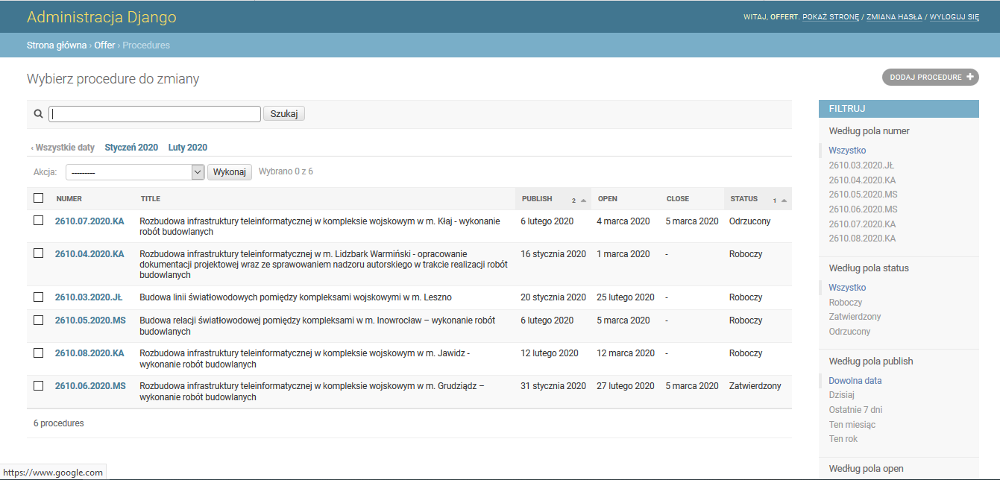 Administracja Django
WITAJ, OFFERT. POKAŻ STRONĘ / ZMIANA HASŁA / WYLOGUJ SIĘ
Strona główna › Offer › Procedures
Wybierz procedure do zmiany
DODAJ PROCEDURE +
Szukaj
‹ Wszystkie daty Styczeń 2020 Luty 2020
Akcja: --------- Wykonaj Wybrano 0 z 6
NUMER TITLE PUBLISH 2 OPEN CLOSE STATUS 1
2610.07.2020.KA Rozbudowa infrastruktury teleinformatycznej w kompleksie wojskowym w m. Kłaj - wykonanie 6 lutego 2020 4 marca 2020 5 marca 2020 Odrzucony
robót budowlanych
2610.04.2020.KA Rozbudowa infrastruktury teleinformatycznej w m. Lidzbark Warmiński - opracowanie 16 stycznia 2020 1 marca 2020 - Roboczy
dokumentacji projektowej wraz ze sprawowaniem nadzoru autorskiego w trakcie realizacji robót
budowlanych
2610.03.2020.JŁ Budowa linii światłowodowych pomiędzy kompleksami wojskowymi w m. Leszno 20 stycznia 2020 25 lutego 2020 - Roboczy
2610.05.2020.MS Budowa relacji światłowodowej pomiędzy kompleksami w m. Inowrocław – wykonanie robót 6 lutego 2020 5 marca 2020 - Roboczy
budowlanych
2610.08.2020.KA Rozbudowa infrastruktury teleinformatycznej w kompleksie wojskowym w m. Jawidz - 12 lutego 2020 12 marca 2020 - Roboczy
wykonanie robót budowlanych
2610.06.2020.MS Rozbudowa infrastruktury teleinformatycznej w kompleksie wojskowym w m. Grudziądz – 31 stycznia 2020 27 lutego 2020 5 marca 2020 Zatwierdzony
wykonanie robót budowlanych
6 procedures
FILTRUJ
Według pola numer
Wszystko
2610.03.2020.JŁ
2610.04.2020.KA
2610.05.2020.MS
2610.06.2020.MS
2610.07.2020.KA
2610.08.2020.KA
Według pola status
Wszystko
Roboczy
Zatwierdzony
Odrzucony
Według pola publish
Dowolna data
Dzisiaj
Ostatnie 7 dni
Ten miesiąc
Ten rok
Według pola open
https://www.google.com